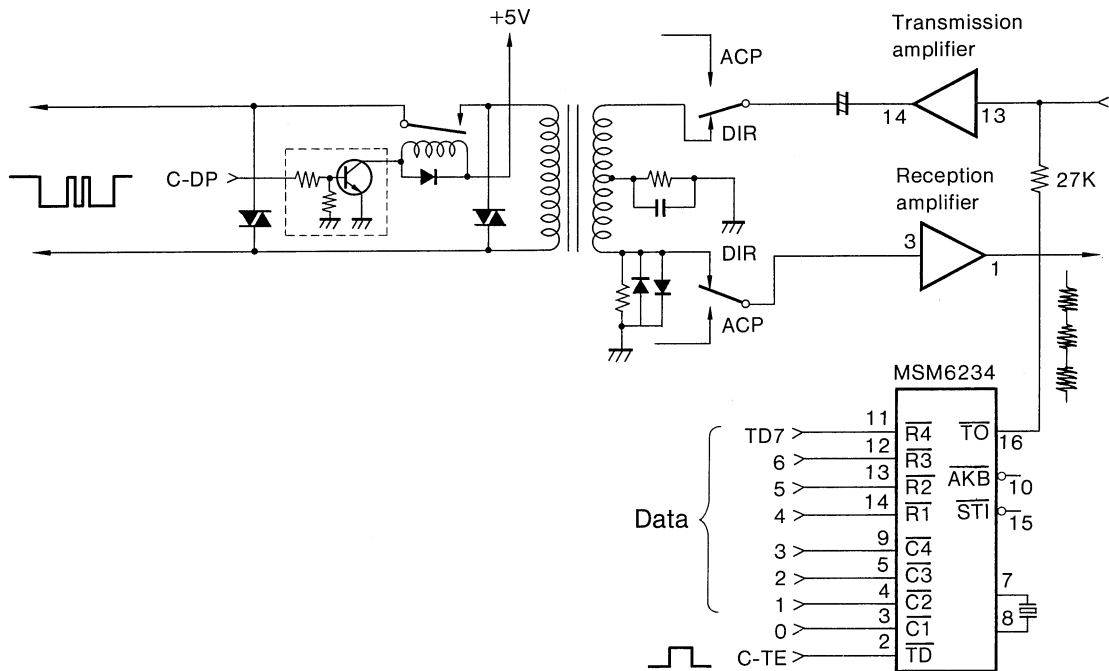 +5V
Transmission
amplifier
ACP
14
13
DIR
C-DP
Reception
amplifier
27K
3
1
DIR
ACP
MSM6234
Data
TD7 11 R4 TO 16
6 12 R3
5 13 R2 AKB 10
4 14 R1 STI 15
3 9 C4
2 5 C3
1 4 C2 7
0 3 C1 8
C-TE 2 TD